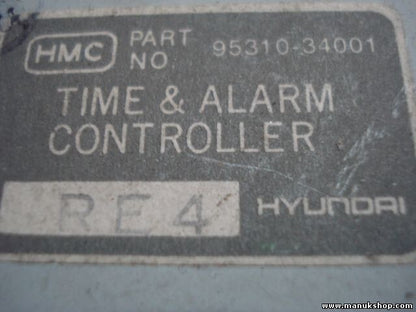 HMC PART NO. 95310-34001
TIME & ALARM
CONTROLLER
RE4 HYUNDAI
www.manukshop.com